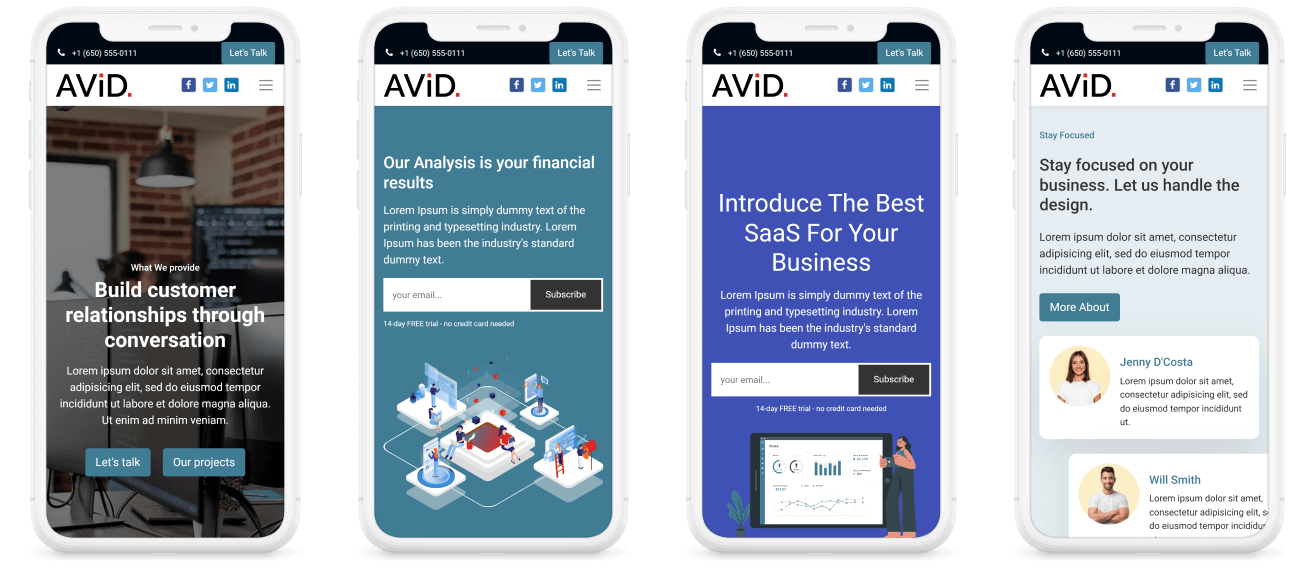 +1 (650) 555-0111
Let's Talk
AViD.
What We provide
Build customer
relationships through
conversation
Lorem ipsum dolor sit amet, consectetur
adipisicing elit, sed do eiusmod tempor
incididunt ut labore et dolore magna aliqua.
Ut enim ad minim veniam.
Let's talk
Our projects
+1 (650) 555-0111
Let's Talk
AViD.
Our Analysis is your financial
results
Lorem Ipsum is simply dummy text of the
printing and typesetting industry. Lorem
Ipsum has been the industry's standard
dummy text.
your email...
Subscribe
14-day FREE trial - no credit card needed
+1 (650) 555-0111
Let's Talk
AViD.
Introduce The Best
SaaS For Your
Business
Lorem Ipsum is simply dummy text of the
printing and typesetting industry. Lorem
Ipsum has been the industry's standard
dummy text.
your email...
Subscribe
14-day FREE trial - no credit card needed
+1 (650) 555-0111
Let's Talk
AViD.
Stay Focused
Stay focused on your
business. Let us handle the
design.
Lorem ipsum dolor sit amet, consectetur
adipisicing elit, sed do eiusmod tempor
incididunt ut labore et dolore magna aliqua.
More About
Jenny D'Costa
Lorem ipsum dolor sit amet,
consectetur adipiscing elit, sed
do eiusmod tempor incididunt
ut.
Will Smith
Lorem ipsum dolor sit amet,
consectetur adipiscing elit, s
do eiusmod tempor incididur